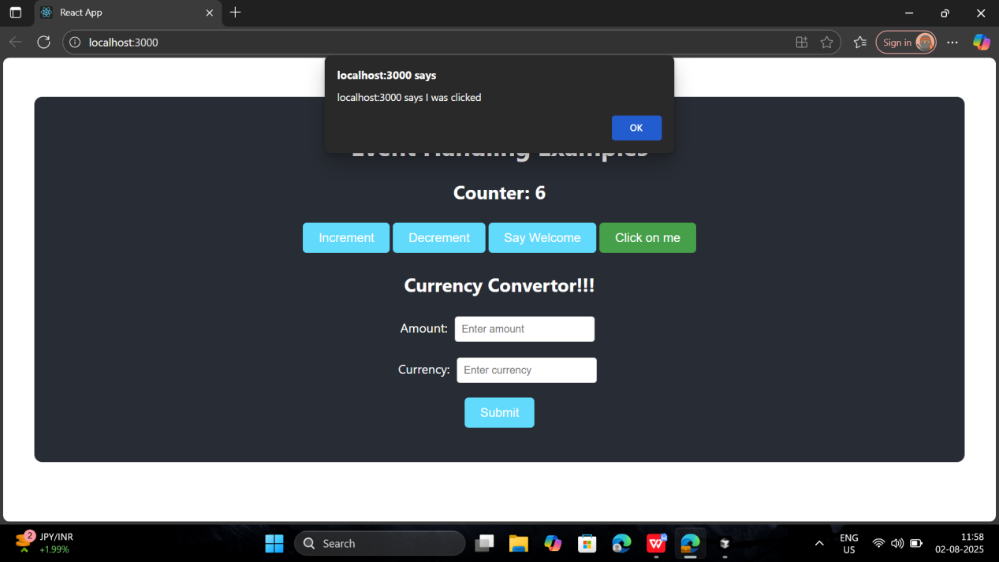 React App
localhost:3000
Sign in
localhost:3000 says
localhost:3000 says I was clicked
OK
Event Handling Examples
Counter: 6
Increment Decrement Say Welcome Click on me
Currency Convertor!!!
Amount: Enter amount
Currency: Enter currency
Submit
2
JPY/INR
+1.99%
Search
W
ENG
US
11:58
02-08-2025